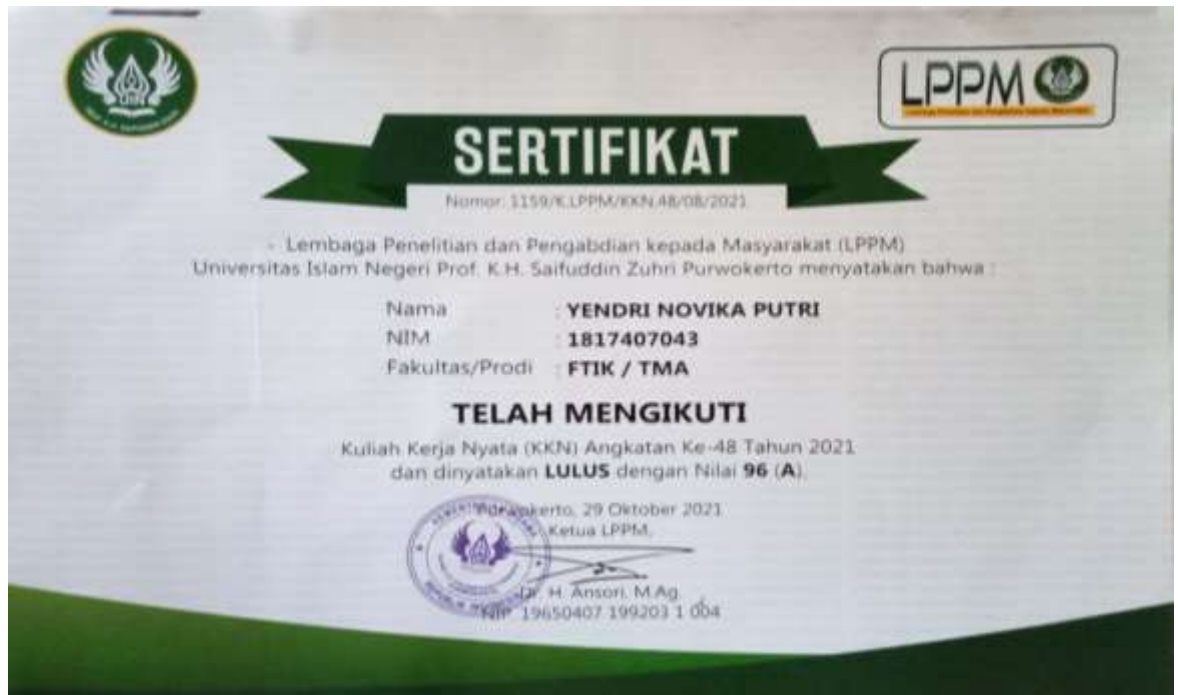 UIN
LPPM
SERTIFIKAT
Nomor: 1159/K.LPPM/KKN.48/08/2021
Lembaga Penelitian dan Pengabdian kepada Masyarakat (LPPM)
Universitas Islam Negeri Prof. K.H. Saifuddin Zuhri Purwokerto menyatakan bahwa :
Nama : YENDRI NOVIKA PUTRI
NIM : 1817407043
Fakultas/Prodi : FTIK / TMA
TELAH MENGIKUTI
Kuliah Kerja Nyata (KKN) Angkatan Ke-48 Tahun 2021
dan dinyatakan LULUS dengan Nilai 96 (A).
Purwokerto, 29 Oktober 2021
Ketua LPPM,
Dr. H. Ansori, M.Ag.
NIP. 19650407 199203 1 004